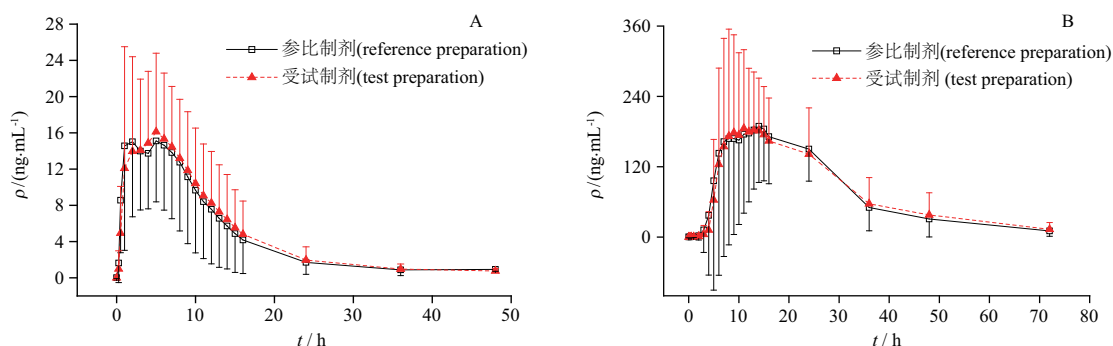 A
参比制剂(reference preparation)
受试制剂(test preparation)
28
24
20
16
12
8
4
0
ρ/(ng·mL⁻¹)
0 10 20 30 40 50
t / h
B
参比制剂(reference preparation)
受试制剂 (test preparation)
360
240
120
0
ρ/(ng·mL⁻¹)
0 10 20 30 40 50 60 70 80
t / h